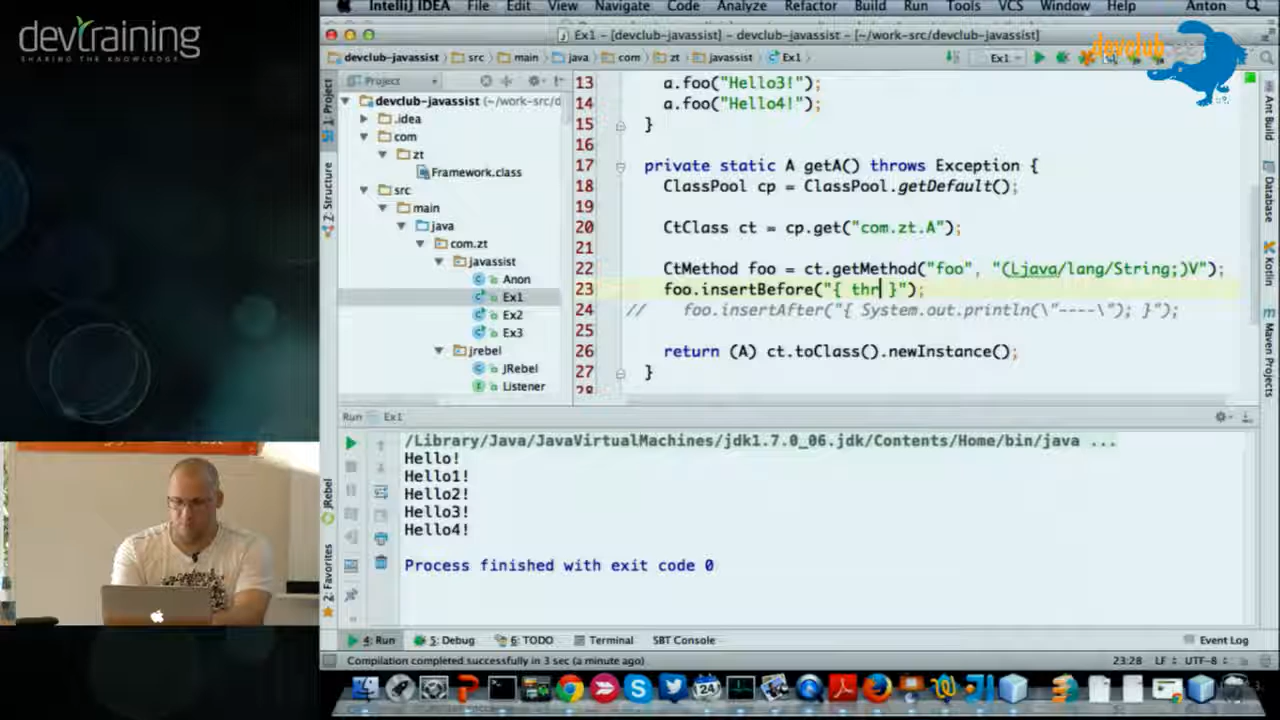 devtraining
SHARING THE KNOWLEDGE
IntelliJ IDEA File Edit View Navigate Code Analyze Refactor Build Run Tools VCS Window Help Anton
Ex1 - [devclub-javassist] - [devclub-javassist] - [~/work-src/devclub-javassist]
devclub
devclub-javassist src main java com zt javassist Ex1
Ex1
Project
1: Project
Z: Structure
JRebel
2: Favorites
devclub-javassist (~/work-src/d
.idea
com
zt
Framework.class
src
main
java
com.zt
javassist
Anon
Ex1
Ex2
Ex3
jrebel
JRebel
Listener
13 a.foo("Hello3!");
14 a.foo("Hello4!");
15 }
16
17 private static A getA() throws Exception {
18 ClassPool cp = ClassPool.getDefault();
19
20 CtClass ct = cp.get("com.zt.A");
21
22 CtMethod foo = ct.getMethod("foo", "(Ljava/lang/String;)V");
23 foo.insertBefore("{ thr }");
24 // foo.insertAfter("{ System.out.println(\"----\"); }");
25
26 return (A) ct.toClass().newInstance();
27 }
28
Ant Build
Database
Kotlin
Maven Projects
Run Ex1
/Library/Java/JavaVirtualMachines/jdk1.7.0_06.jdk/Contents/Home/bin/java ...
Hello!
Hello1!
Hello2!
Hello3!
Hello4!
Process finished with exit code 0
4: Run 5: Debug 6: TODO Terminal SBT Console Event Log
Compilation completed successfully in 3 sec (a minute ago) 23:28 LF UTF-8
24